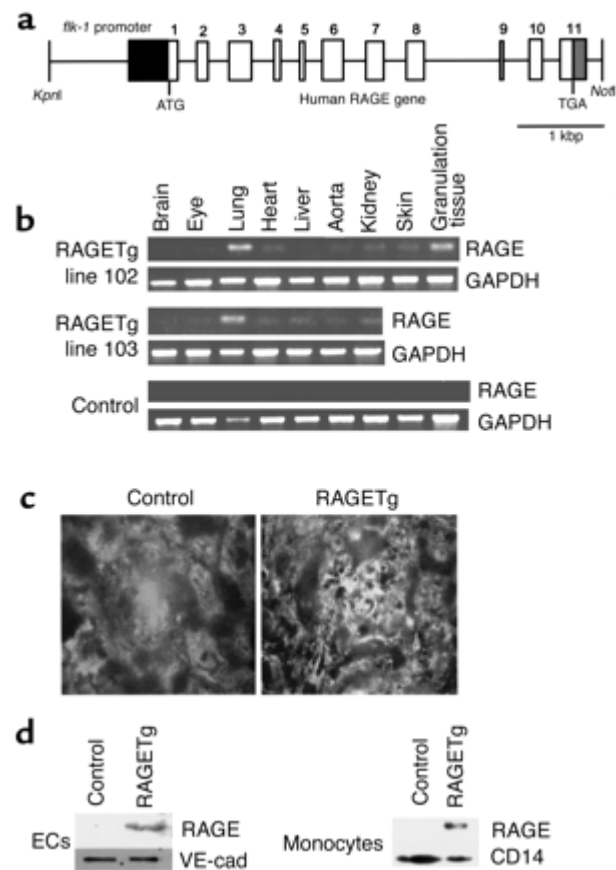 a
flk-1 promoter 1 2 3 4 5 6 7 8 9 10 11
KpnI ATG Human RAGE gene TGA NotI
1 kbp
b
Brain Eye Lung Heart Liver Aorta Kidney Skin Granulation tissue
RAGETg line 102 RAGE
GAPDH
RAGETg line 103 RAGE
GAPDH
Control RAGE
GAPDH
c
Control RAGETg
d
Control RAGETg Control RAGETg
ECs RAGE Monocytes RAGE
VE-cad CD14